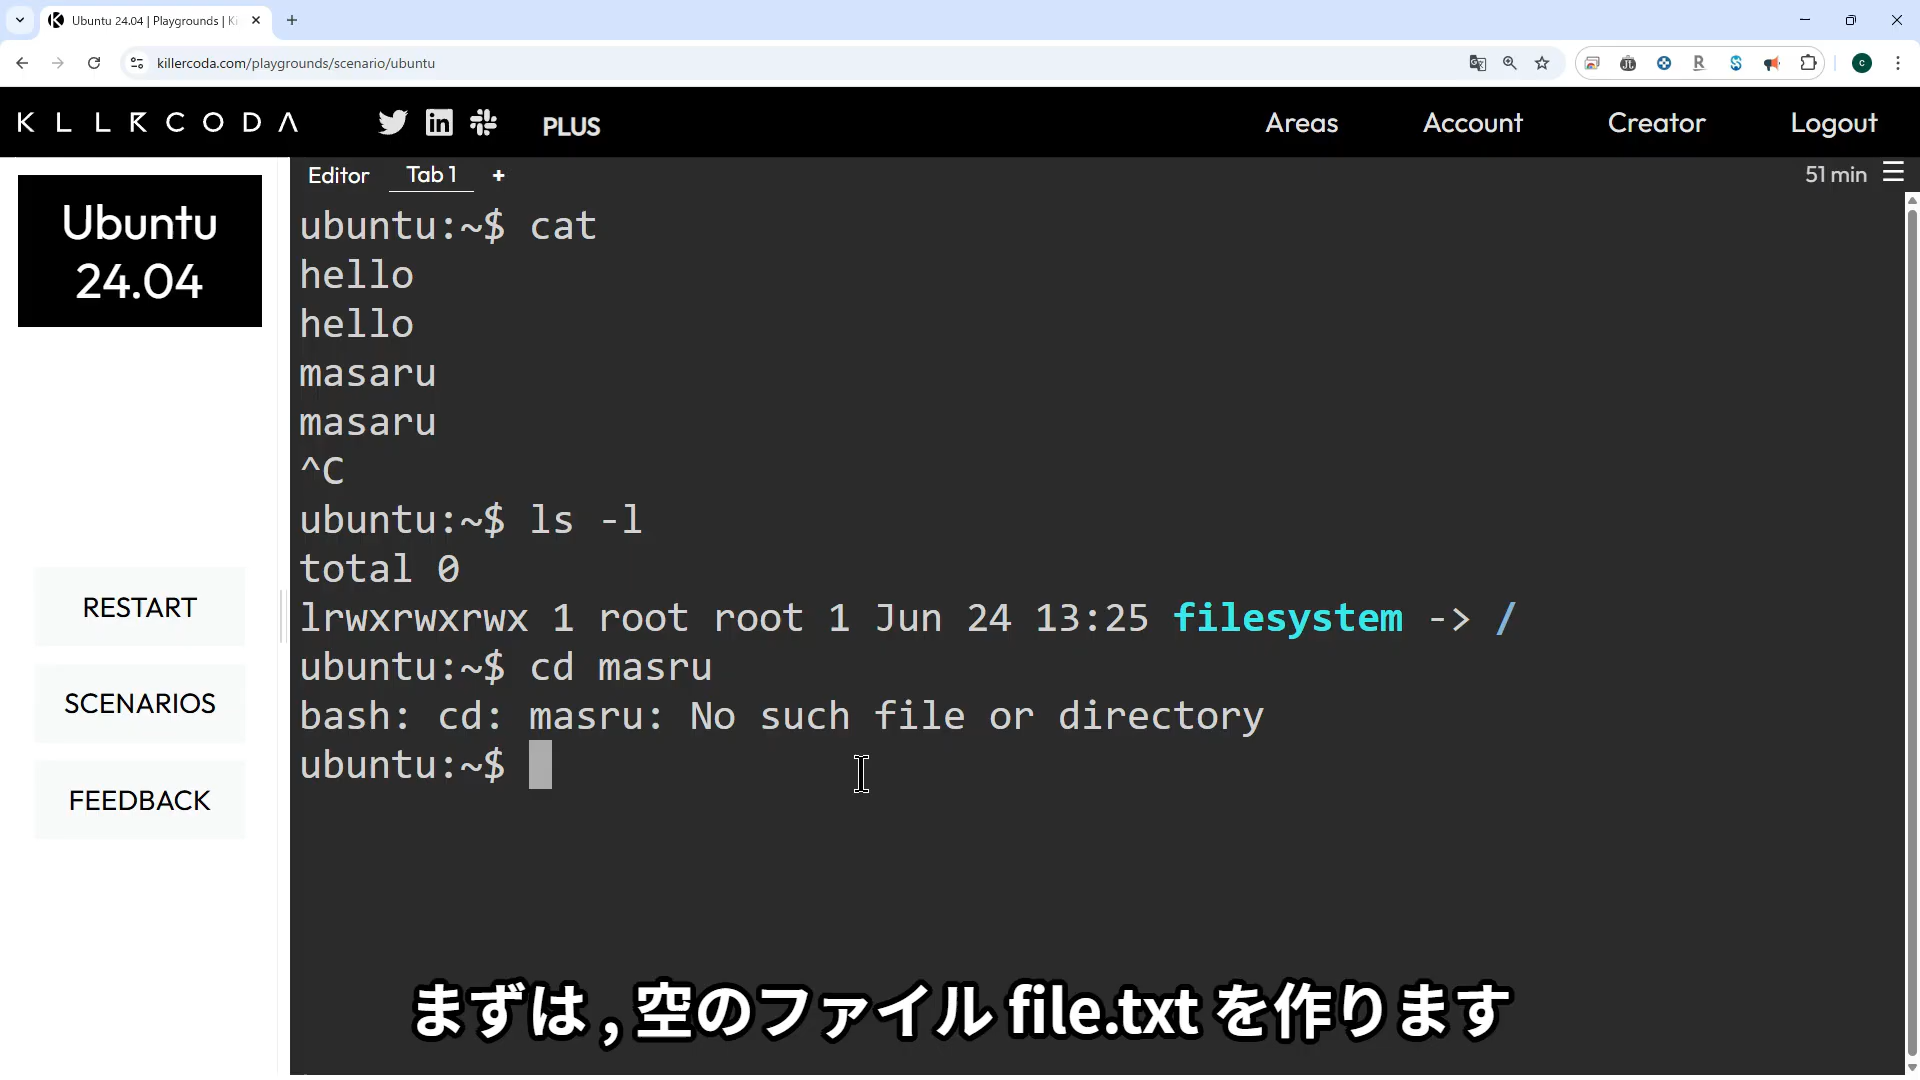 Ubuntu 24.04 | Playgrounds | Ki
killercoda.com/playgrounds/scenario/ubuntu
KLLRCODA
PLUS
Areas
Account
Creator
Logout
Editor
Tab 1
+
51 min
Ubuntu
24.04
RESTART
SCENARIOS
FEEDBACK
ubuntu:~$ cat
hello
hello
masaru
masaru
^C
ubuntu:~$ ls -l
total 0
lrwxrwxrwx 1 root root 1 Jun 24 13:25 filesystem -> /
ubuntu:~$ cd masru
bash: cd: masru: No such file or directory
ubuntu:~$
まずは , 空のファイル file.txt を作ります